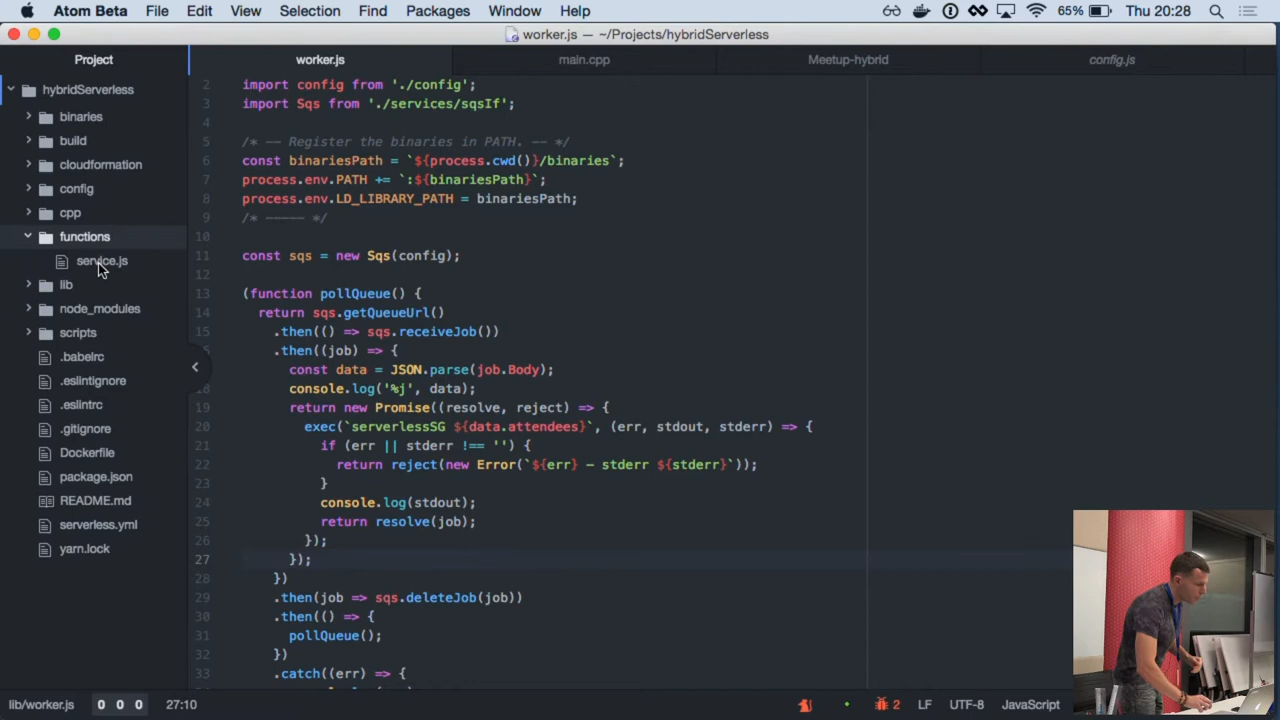 Atom Beta File Edit View Selection Find Packages Window Help 65% Thu 20:28
worker.js — ~/Projects/hybridServerless
Project
worker.js
main.cpp
Meetup-hybrid
config.js
hybridServerless
binaries
build
cloudformation
config
cpp
functions
service.js
lib
node_modules
scripts
.babelrc
.eslintignore
.eslintrc
.gitignore
Dockerfile
package.json
README.md
serverless.yml
yarn.lock
2 import config from './config';
3 import Sqs from './services/sqsIf';
4
5 /* -- Register the binaries in PATH. -- */
6 const binariesPath = `${process.cwd()}/binaries`;
7 process.env.PATH += `:${binariesPath}`;
8 process.env.LD_LIBRARY_PATH = binariesPath;
9 /* ----- */
10
11 const sqs = new Sqs(config);
12
13 (function pollQueue() {
14 return sqs.getQueueUrl()
15 .then(() => sqs.receiveJob())
.then((job) => {
const data = JSON.parse(job.Body);
console.log('%j', data);
19 return new Promise((resolve, reject) => {
20 exec(`serverlessSG ${data.attendees}`, (err, stdout, stderr) => {
21 if (err || stderr !== '') {
22 return reject(new Error(`${err} - stderr ${stderr}`));
23 }
24 console.log(stdout);
25 return resolve(job);
26 });
27 });
28 })
29 .then(job => sqs.deleteJob(job))
30 .then(() => {
31 pollQueue();
32 })
33 .catch((err) => {
lib/worker.js 0 0 0 27:10 2 LF UTF-8 JavaScript